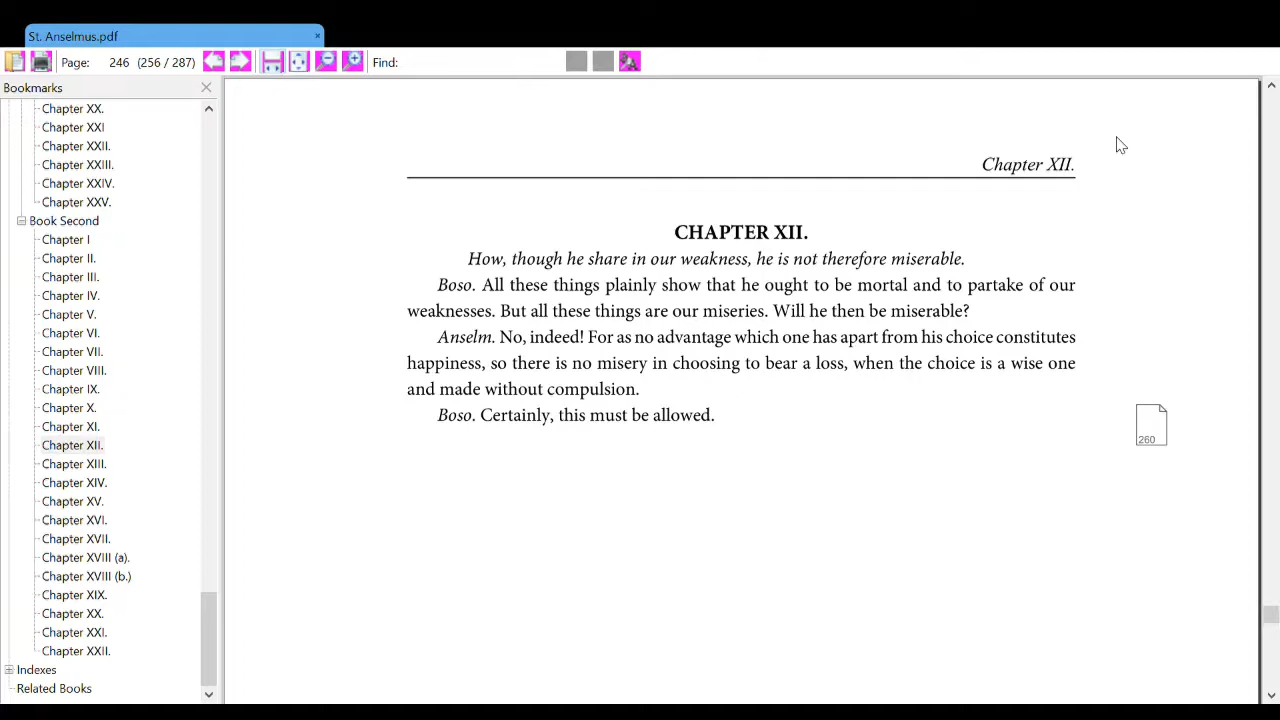 St. Anselmus.pdf
Page: 246 (256 / 287) Find:
Bookmarks
Chapter XX.
Chapter XXI
Chapter XXII.
Chapter XXIII.
Chapter XXIV.
Chapter XXV.
Book Second
Chapter I
Chapter II.
Chapter III.
Chapter IV.
Chapter V.
Chapter VI.
Chapter VII.
Chapter VIII.
Chapter IX.
Chapter X.
Chapter XI.
Chapter XII.
Chapter XIII.
Chapter XIV.
Chapter XV.
Chapter XVI.
Chapter XVII.
Chapter XVIII (a).
Chapter XVIII (b.)
Chapter XIX.
Chapter XX.
Chapter XXI.
Chapter XXII.
Indexes
Related Books
Chapter XII.
CHAPTER XII.
How, though he share in our weakness, he is not therefore miserable.
Boso. All these things plainly show that he ought to be mortal and to partake of our
weaknesses. But all these things are our miseries. Will he then be miserable?
Anselm. No, indeed! For as no advantage which one has apart from his choice constitutes
happiness, so there is no misery in choosing to bear a loss, when the choice is a wise one
and made without compulsion.
Boso. Certainly, this must be allowed.
260